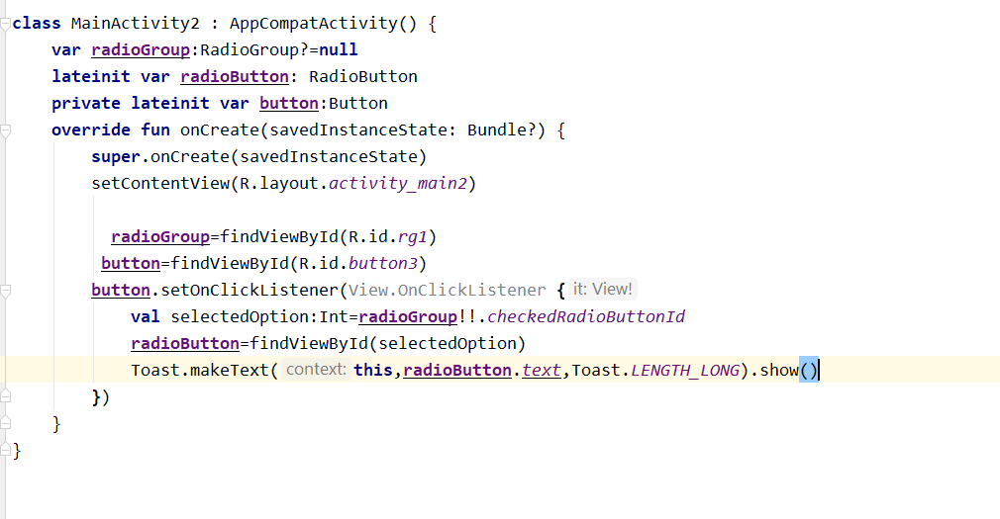 class MainActivity2 : AppCompatActivity() {
var radioGroup:RadioGroup?=null
lateinit var radioButton: RadioButton
private lateinit var button:Button
override fun onCreate(savedInstanceState: Bundle?) {
super.onCreate(savedInstanceState)
setContentView(R.layout.activity_main2)
radioGroup=findViewById(R.id.rg1)
button=findViewById(R.id.button3)
button.setOnClickListener(View.OnClickListener { it: View!
val selectedOption:Int=radioGroup!!.checkedRadioButtonId
radioButton=findViewById(selectedOption)
Toast.makeText( context: this,radioButton.text,Toast.LENGTH_LONG).show()
})
}
}